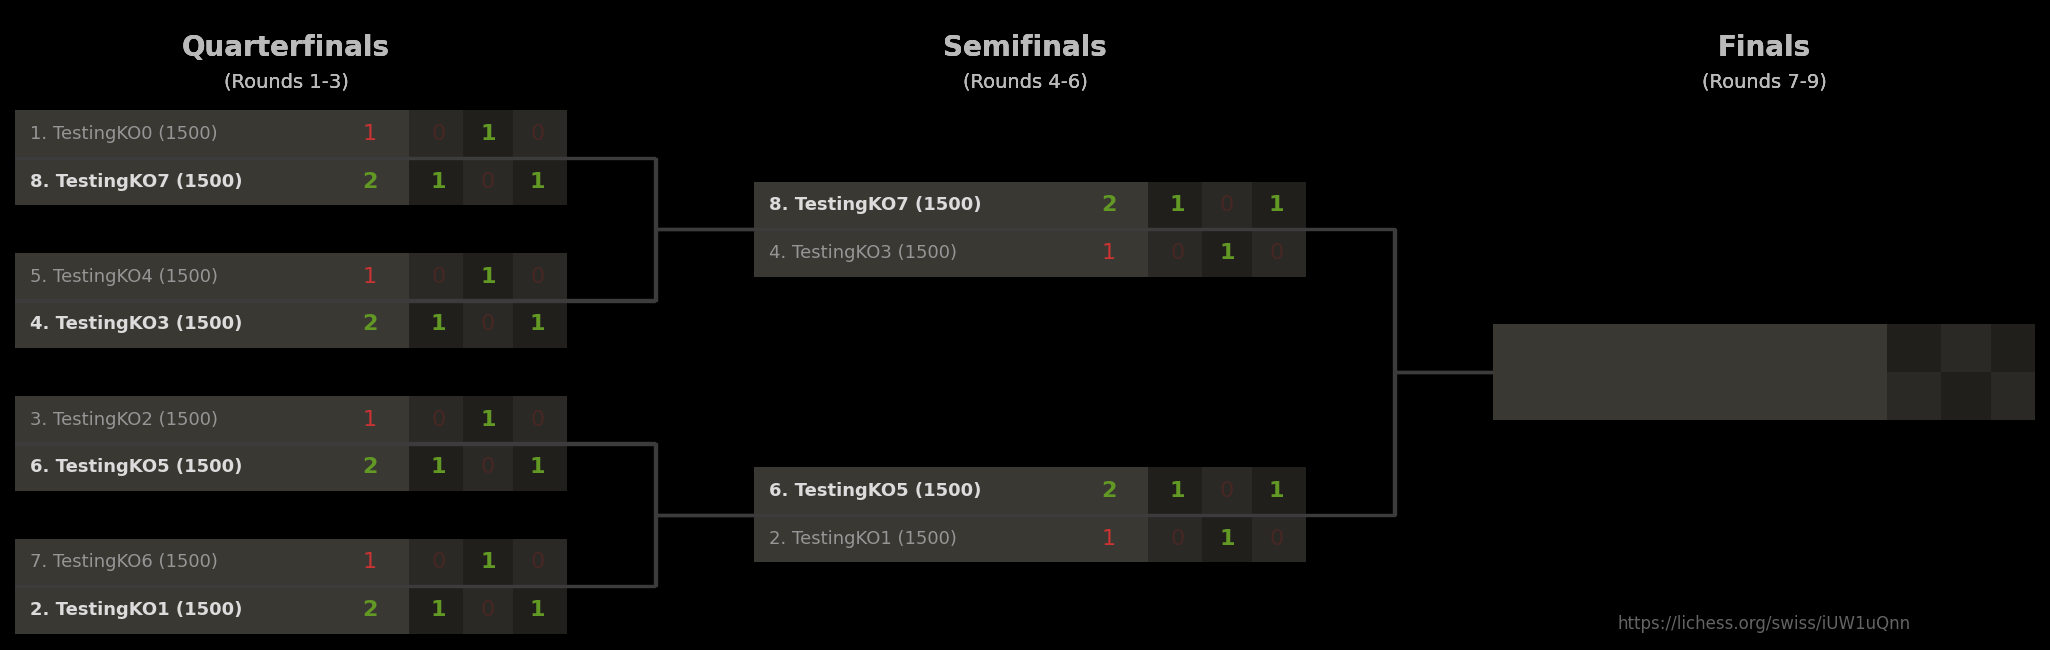 Quarterfinals
(Rounds 1-3)
1. TestingKO0 (1500) 1 0 1 0
8. TestingKO7 (1500) 2 1 0 1
5. TestingKO4 (1500) 1 0 1 0
4. TestingKO3 (1500) 2 1 0 1
3. TestingKO2 (1500) 1 0 1 0
6. TestingKO5 (1500) 2 1 0 1
7. TestingKO6 (1500) 1 0 1 0
2. TestingKO1 (1500) 2 1 0 1
Semifinals
(Rounds 4-6)
8. TestingKO7 (1500) 2 1 0 1
4. TestingKO3 (1500) 1 0 1 0
6. TestingKO5 (1500) 2 1 0 1
2. TestingKO1 (1500) 1 0 1 0
Finals
(Rounds 7-9)
https://lichess.org/swiss/iUW1uQnn